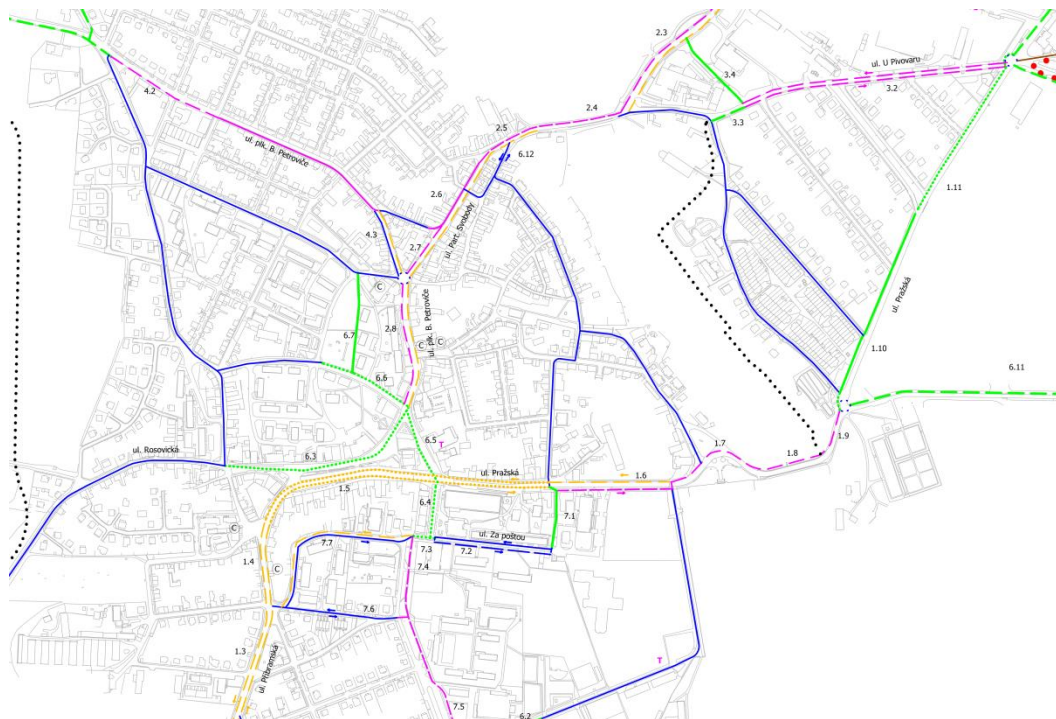 2.3
ul. U Pivovaru
3.4
3.2
4.2
2.4
3.3
2.5
6.12
ul. plk. B. Petroviče
1.11
2.6
ul. Part. Svobody
4.3
2.7
C
ul. Pražská
6.7
2.8
ul. plk. B. Petroviče
C
C
1.10
6.6
6.11
6.5
T
1.9
ul. Rosovická
6.3
1.7
1.8
ul. Pražská
1.6
1.5
6.4
7.1
C
ul. Za poštou
7.7
7.3
7.2
1.4
7.4
C
7.6
1.3
ul. Příbramská
T
7.5
6.2